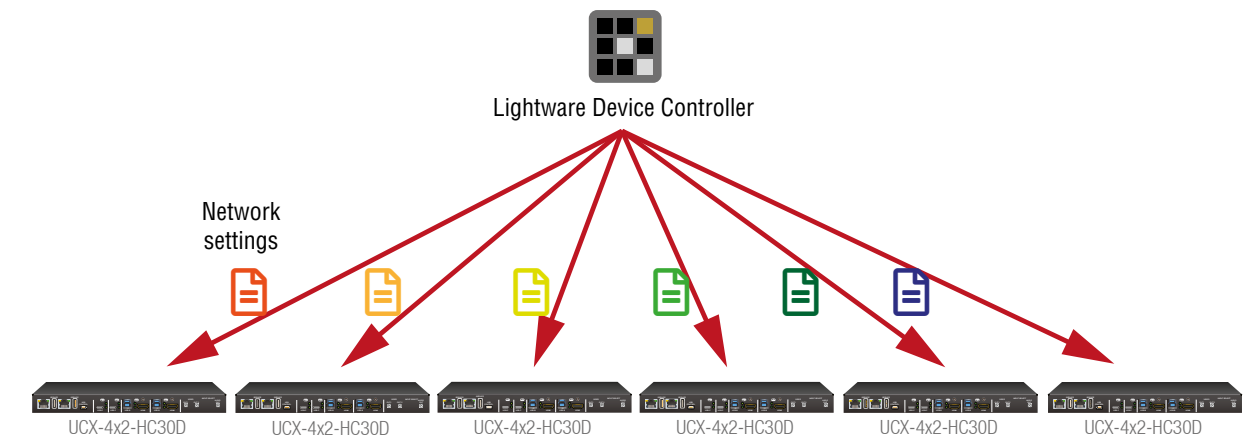 Lightware Device Controller
Network
settings
UCX-4x2-HC30D
UCX-4x2-HC30D
UCX-4x2-HC30D
UCX-4x2-HC30D
UCX-4x2-HC30D
UCX-4x2-HC30D